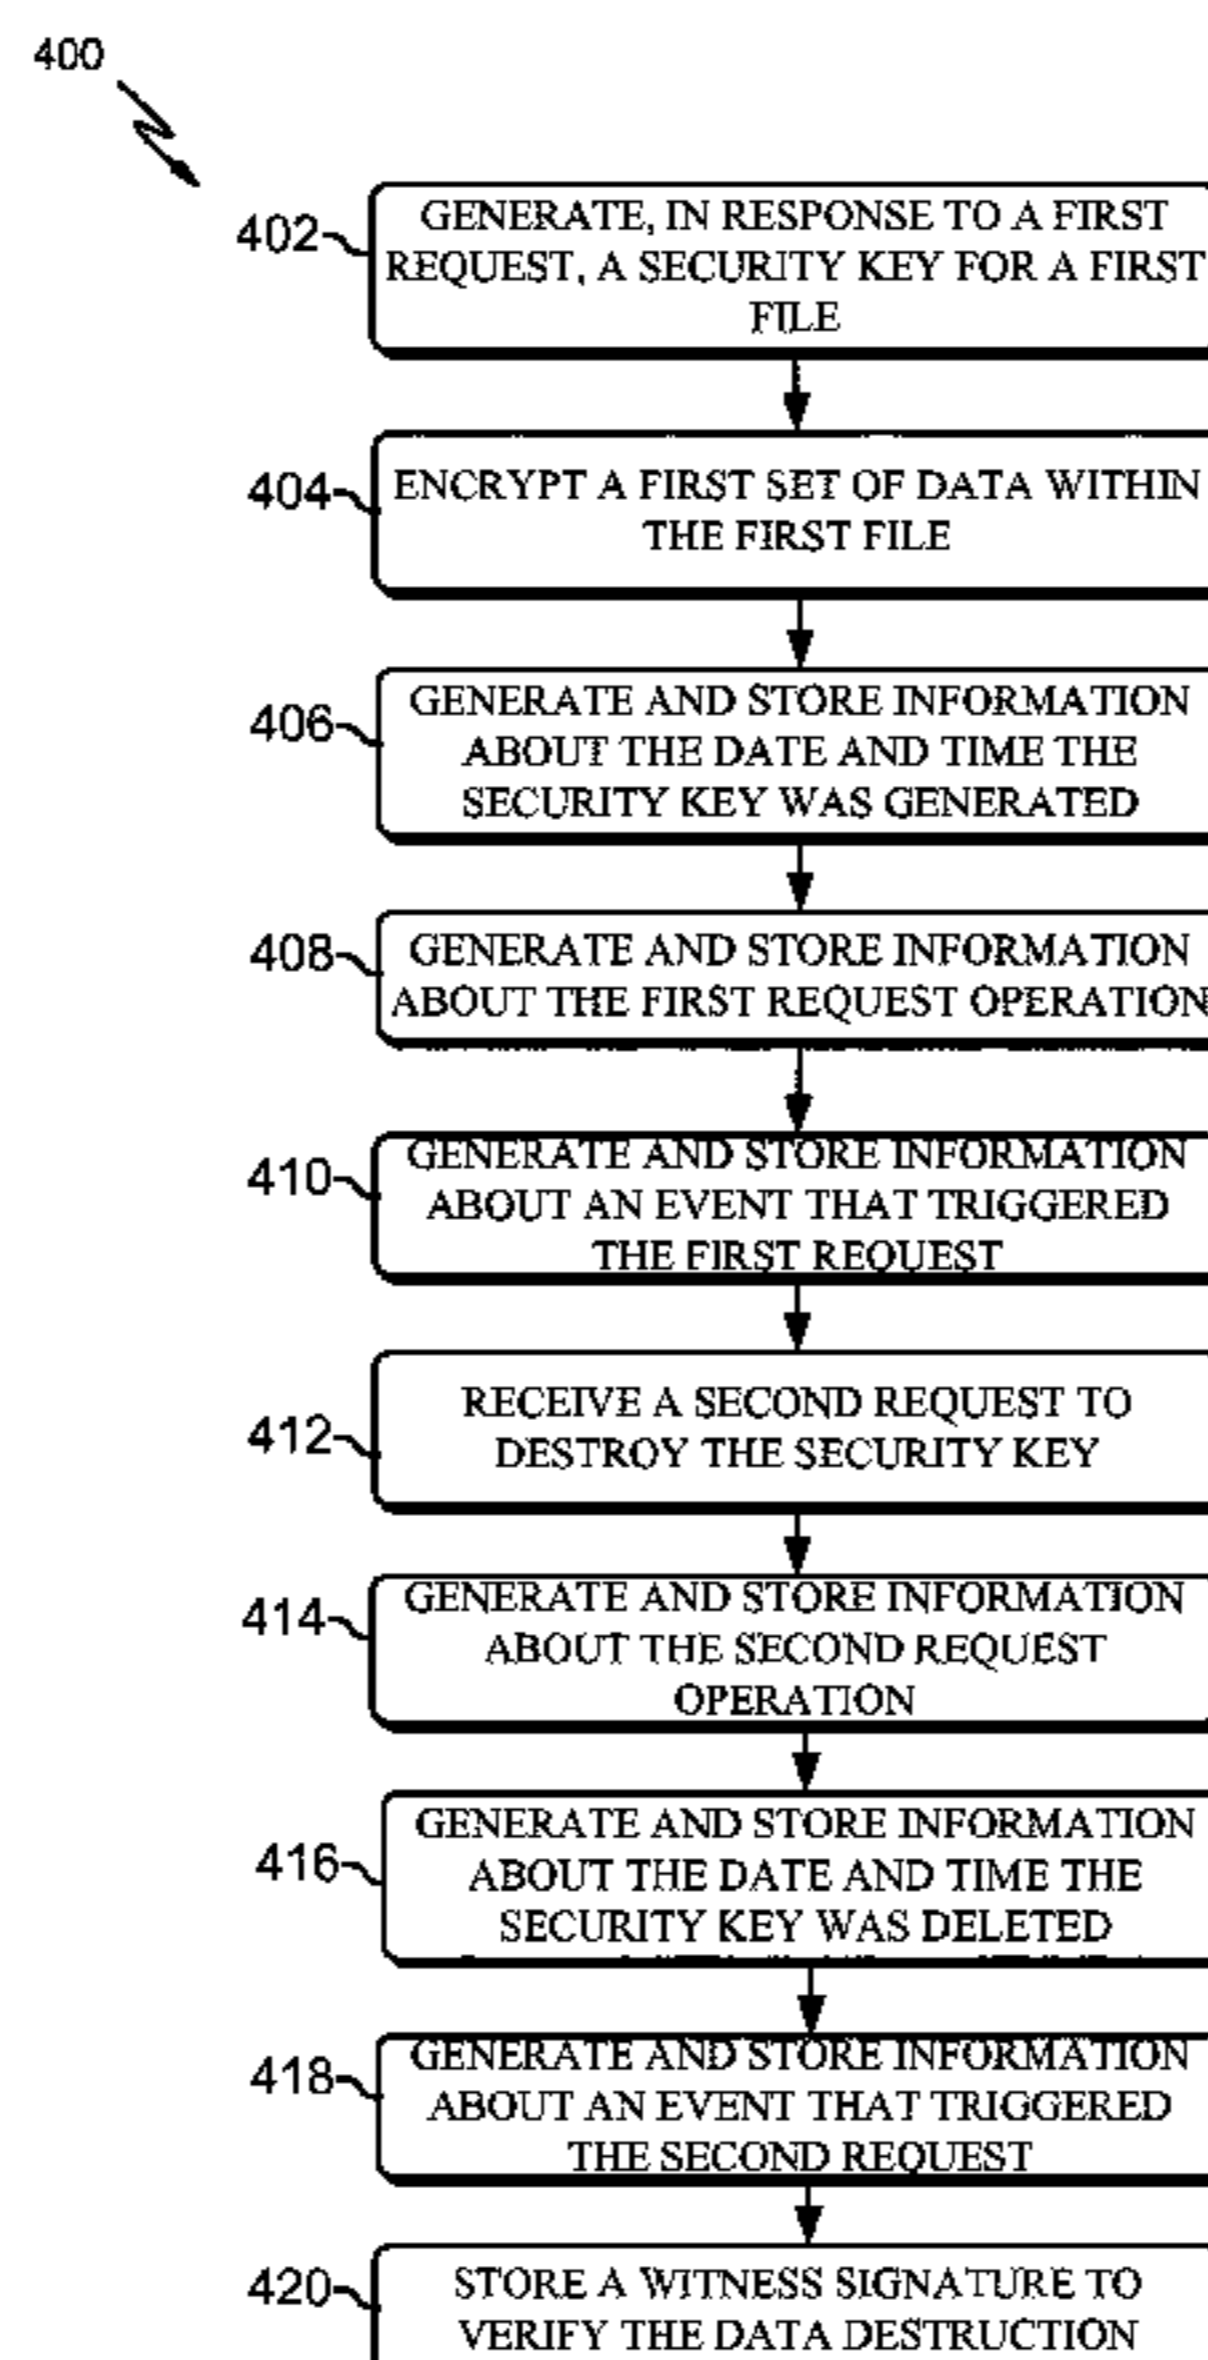 400
402
GENERATE, IN RESPONSE TO A FIRST
REQUEST, A SECURITY KEY FOR A FIRST
FILE
404
ENCRYPT A FIRST SET OF DATA WITHIN
THE FIRST FILE
406
GENERATE AND STORE INFORMATION
ABOUT THE DATE AND TIME THE
SECURITY KEY WAS GENERATED
408
GENERATE AND STORE INFORMATION
ABOUT THE FIRST REQUEST OPERATION
410
GENERATE AND STORE INFORMATION
ABOUT AN EVENT THAT TRIGGERED
THE FIRST REQUEST
412
RECEIVE A SECOND REQUEST TO
DESTROY THE SECURITY KEY
414
GENERATE AND STORE INFORMATION
ABOUT THE SECOND REQUEST
OPERATION
416
GENERATE AND STORE INFORMATION
ABOUT THE DATE AND TIME THE
SECURITY KEY WAS DELETED
418
GENERATE AND STORE INFORMATION
ABOUT AN EVENT THAT TRIGGERED
THE SECOND REQUEST
420
STORE A WITNESS SIGNATURE TO
VERIFY THE DATA DESTRUCTION